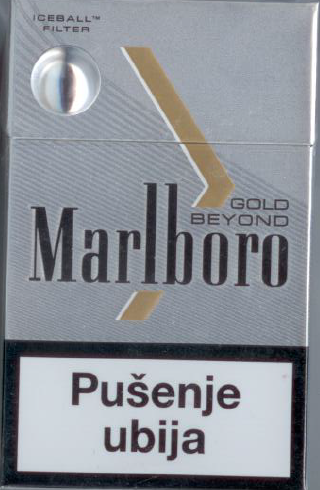 ICEBALL™
FILTER
GOLD
BEYOND
Marlboro
Pušenje
ubija